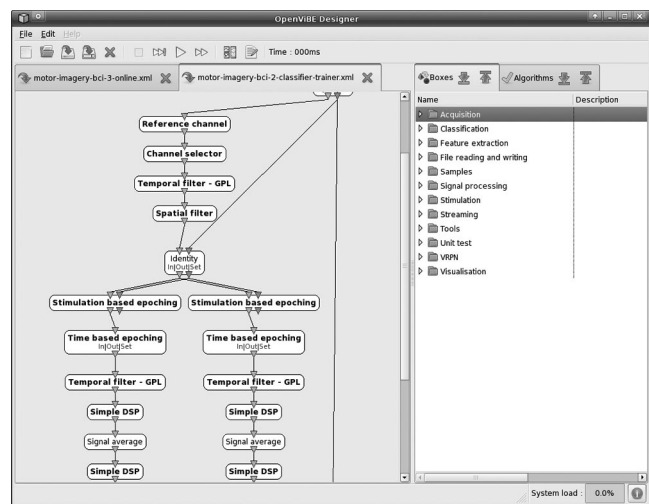 OpenViBE Designer
File Edit Help
Time : 000ms
motor-imagery-bci-3-online.xml motor-imagery-bci-2-classifier-trainer.xml
Boxes Algorithms
Name Description
Acquisition
Classification
Feature extraction
File reading and writing
Samples
Signal processing
Stimulation
Streaming
Tools
Unit test
VRPN
Visualisation
Reference channel
Channel selector
Temporal filter - GPL
Spatial filter
Identity
In|Out|Set
Stimulation based epoching Stimulation based epoching
Time based epoching Time based epoching
In|Out|Set In|Out|Set
Temporal filter - GPL Temporal filter - GPL
Simple DSP Simple DSP
Signal average Signal average
Simple DSP Simple DSP
System load : 0.0%